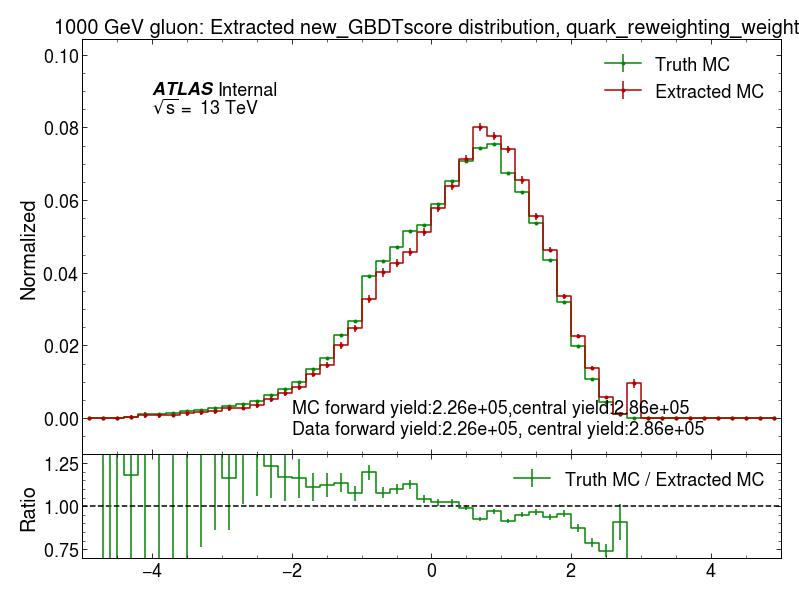 1000 GeV gluon: Extracted new_GBDTscore distribution, quark_reweighting_weight
0.10
ATLAS Internal
√s = 13 TeV
Truth MC
Extracted MC
0.08
0.06
Normalized
0.04
0.02
0.00
MC forward yield:2.26e+05,central yield:2.86e+05
Data forward yield:2.26e+05, central yield:2.86e+05
1.25
Truth MC / Extracted MC
Ratio
1.00
0.75
−4 −2 0 2 4